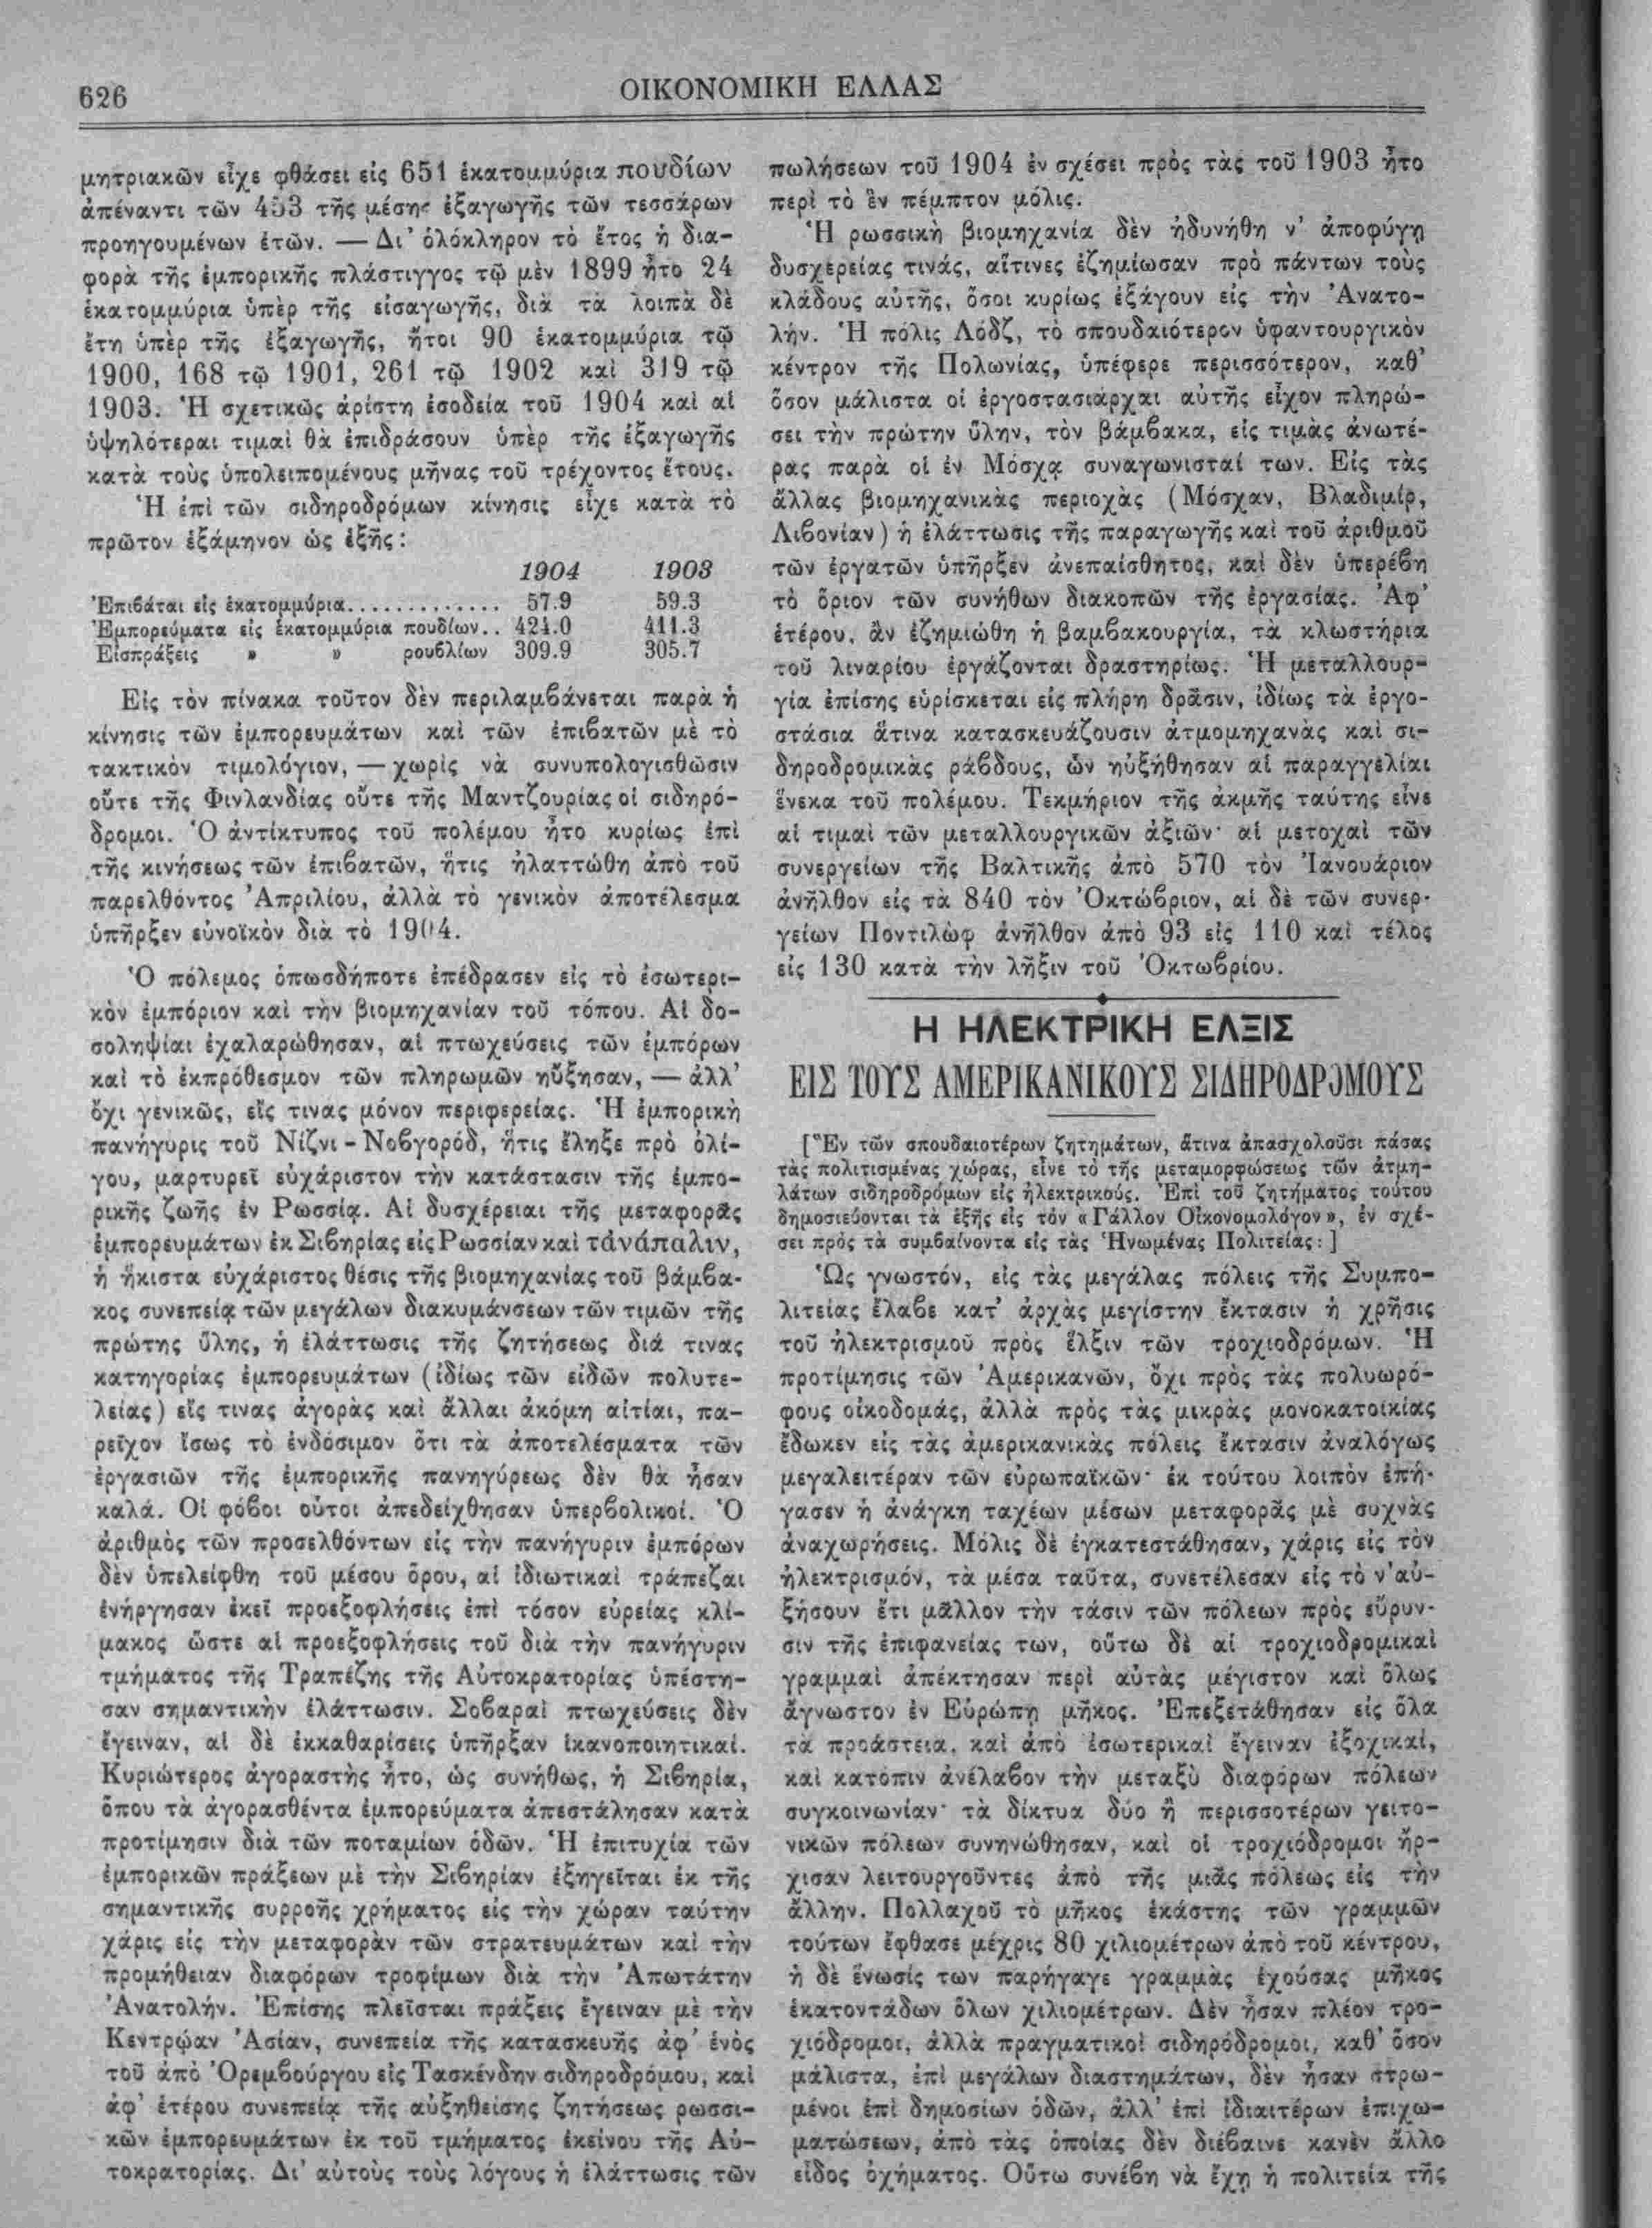 626
ΟΙΚΟΝΟΜΙΚΗ ΕΛΛΑΣ
μητριακῶν εἶχε φθάσει εἰς 651 ἑκατομμύρια πουδίων
ἀπέναντι τῶν 453 τῆς μέσης ἐξαγωγῆς τῶν τεσσάρων
προηγουμένων ἐτῶν. — Δι' ὁλόκληρον τὸ ἔτος ἡ δια-
φορὰ τῆς ἐμπορικῆς πλάστιγγος τῷ μὲν 1899 ἦτο 24
ἑκατομμύρια ὑπὲρ τῆς εἰσαγωγῆς, διὰ τὰ λοιπὰ δὲ
ἔτη ὑπὲρ τῆς ἐξαγωγῆς, ἤτοι 90 ἑκατομμύρια τῷ
1900, 168 τῷ 1901, 261 τῷ 1902 καὶ 319 τῷ
1903. Ἡ σχετικῶς ἀρίστη ἐσοδεία τοῦ 1904 καὶ αἱ
ὑψηλότεραι τιμαὶ θὰ ἐπιδράσουν ὑπὲρ τῆς ἐξαγωγῆς
κατὰ τοὺς ὑπολειπομένους μῆνας τοῦ τρέχοντος ἔτους.
Ἡ ἐπὶ τῶν σιδηροδρόμων κίνησις εἶχε κατὰ τὸ
πρῶτον ἑξάμηνον ὡς ἑξῆς:
1904 1903
Ἐπιβάται εἰς ἑκατομμύρια............. 57.9 59.3
Ἐμπορεύματα εἰς ἑκατομμύρια πουδίων.. 424.0 411.3
Εἰσπράξεις » » ρουβλίων 309.9 305.7
Εἰς τὸν πίνακα τοῦτον δὲν περιλαμβάνεται παρὰ ἡ
κίνησις τῶν ἐμπορευμάτων καὶ τῶν ἐπιβατῶν μὲ τὸ
τακτικὸν τιμολόγιον, — χωρὶς νὰ συνυπολογισθῶσιν
οὔτε τῆς Φινλανδίας οὔτε τῆς Μαντζουρίας οἱ σιδηρό-
δρομοι. Ὁ ἀντίκτυπος τοῦ πολέμου ἦτο κυρίως ἐπὶ
τῆς κινήσεως τῶν ἐπιβατῶν, ἥτις ἠλαττώθη ἀπὸ τοῦ
παρελθόντος Ἀπριλίου, ἀλλὰ τὸ γενικὸν ἀποτέλεσμα
ὑπῆρξεν εὐνοϊκὸν διὰ τὸ 1904.
Ὁ πόλεμος ὁπωσδήποτε ἐπέδρασεν εἰς τὸ ἐσωτερι-
κὸν ἐμπόριον καὶ τὴν βιομηχανίαν τοῦ τόπου. Αἱ δο-
σοληψίαι ἐχαλαρώθησαν, αἱ πτωχεύσεις τῶν ἐμπόρων
καὶ τὸ ἐκπρόθεσμον τῶν πληρωμῶν ηὔξησαν, — ἀλλ'
ὄχι γενικῶς, εἴς τινας μόνον περιφερείας. Ἡ ἐμπορικὴ
πανήγυρις τοῦ Νίζνι - Νοβγορόδ, ἥτις ἔληξε πρὸ ὀλί-
γου, μαρτυρεῖ εὐχάριστον τὴν κατάστασιν τῆς ἐμπο-
ρικῆς ζωῆς ἐν Ρωσσίᾳ. Αἱ δυσχέρειαι τῆς μεταφορᾶς
ἐμπορευμάτων ἐκ Σιβηρίας εἰς Ρωσσίαν καὶ τἀνάπαλιν,
ἡ ἥκιστα εὐχάριστος θέσις τῆς βιομηχανίας τοῦ βάμβα-
κος συνεπείᾳ τῶν μεγάλων διακυμάνσεων τῶν τιμῶν τῆς
πρώτης ὕλης, ἡ ἐλάττωσις τῆς ζητήσεως διά τινας
κατηγορίας ἐμπορευμάτων (ἰδίως τῶν εἰδῶν πολυτε-
λείας) εἴς τινας ἀγορὰς καὶ ἄλλαι ἀκόμη αἰτίαι, πα-
ρεῖχον ἴσως τὸ ἐνδόσιμον ὅτι τὰ ἀποτελέσματα τῶν
ἐργασιῶν τῆς ἐμπορικῆς πανηγύρεως δὲν θὰ ἦσαν
καλά. Οἱ φόβοι οὗτοι ἀπεδείχθησαν ὑπερβολικοί. Ὁ
ἀριθμὸς τῶν προσελθόντων εἰς τὴν πανήγυριν ἐμπόρων
δὲν ὑπελείφθη τοῦ μέσου ὅρου, αἱ ἰδιωτικαὶ τράπεζαι
ἐνήργησαν ἐκεῖ προεξοφλήσεις ἐπὶ τόσον εὐρείας κλί-
μακος ὥστε αἱ προεξοφλήσεις τοῦ διὰ τὴν πανήγυριν
τμήματος τῆς Τραπέζης τῆς Αὐτοκρατορίας ὑπέστη-
σαν σημαντικὴν ἐλάττωσιν. Σοβαραὶ πτωχεύσεις δὲν
ἔγειναν, αἱ δὲ ἐκκαθαρίσεις ὑπῆρξαν ἱκανοποιητικαί.
Κυριώτερος ἀγοραστὴς ἦτο, ὡς συνήθως, ἡ Σιβηρία,
ὅπου τὰ ἀγορασθέντα ἐμπορεύματα ἀπεστάλησαν κατὰ
προτίμησιν διὰ τῶν ποταμίων ὁδῶν. Ἡ ἐπιτυχία τῶν
ἐμπορικῶν πράξεων μὲ τὴν Σιβηρίαν ἐξηγεῖται ἐκ τῆς
σημαντικῆς συρροῆς χρήματος εἰς τὴν χώραν ταύτην
χάρις εἰς τὴν μεταφορὰν τῶν στρατευμάτων καὶ τὴν
προμήθειαν διαφόρων τροφίμων διὰ τὴν Ἀπωτάτην
Ἀνατολήν. Ἐπίσης πλεῖσται πράξεις ἔγειναν μὲ τὴν
Κεντρῴαν Ἀσίαν, συνεπεία τῆς κατασκευῆς ἀφ' ἑνὸς
τοῦ ἀπὸ Ὀρεμβούργου εἰς Τασκένδην σιδηροδρόμου, καὶ
ἀφ' ἑτέρου συνεπείᾳ τῆς αὐξηθείσης ζητήσεως ρωσσι-
κῶν ἐμπορευμάτων ἐκ τοῦ τμήματος ἐκείνου τῆς Αὐ-
τοκρατορίας. Δι' αὐτοὺς τοὺς λόγους ἡ ἐλάττωσις τῶν
πωλήσεων τοῦ 1904 ἐν σχέσει πρὸς τὰς τοῦ 1903 ἦτο
περὶ τὸ ἓν πέμπτον μόλις.
Ἡ ρωσσικὴ βιομηχανία δὲν ἠδυνήθη ν' ἀποφύγῃ
δυσχερείας τινάς, αἵτινες ἐζημίωσαν πρὸ πάντων τοὺς
κλάδους αὐτῆς, ὅσοι κυρίως ἐξάγουν εἰς τὴν Ἀνατο-
λήν. Ἡ πόλις Λόδζ, τὸ σπουδαιότερον ὑφαντουργικὸν
κέντρον τῆς Πολωνίας, ὑπέφερε περισσότερον, καθ'
ὅσον μάλιστα οἱ ἐργοστασιάρχαι αὐτῆς εἶχον πληρώ-
σει τὴν πρώτην ὕλην, τὸν βάμβακα, εἰς τιμὰς ἀνωτέ-
ρας παρὰ οἱ ἐν Μόσχᾳ συναγωνισταί των. Εἰς τὰς
ἄλλας βιομηχανικὰς περιοχὰς (Μόσχαν, Βλαδιμίρ,
Λιβονίαν) ἡ ἐλάττωσις τῆς παραγωγῆς καὶ τοῦ ἀριθμοῦ
τῶν ἐργατῶν ὑπῆρξεν ἀνεπαίσθητος, καὶ δὲν ὑπερέβη
τὸ ὅριον τῶν συνήθων διακοπῶν τῆς ἐργασίας. Ἀφ'
ἑτέρου, ἂν ἐζημιώθη ἡ βαμβακουργία, τὰ κλωστήρια
τοῦ λιναρίου ἐργάζονται δραστηρίως. Ἡ μεταλλουρ-
γία ἐπίσης εὑρίσκεται εἰς πλήρη δρᾶσιν, ἰδίως τὰ ἐργο-
στάσια ἅτινα κατασκευάζουσιν ἀτμομηχανὰς καὶ σι-
δηροδρομικὰς ράβδους, ὧν ηὐξήθησαν αἱ παραγγελίαι
ἕνεκα τοῦ πολέμου. Τεκμήριον τῆς ἀκμῆς ταύτης εἶνε
αἱ τιμαὶ τῶν μεταλλουργικῶν ἀξιῶν· αἱ μετοχαὶ τῶν
συνεργείων τῆς Βαλτικῆς ἀπὸ 570 τὸν Ἰανουάριον
ἀνῆλθον εἰς τὰ 840 τὸν Ὀκτώβριον, αἱ δὲ τῶν συνερ-
γείων Ποντιλὼφ ἀνῆλθον ἀπὸ 93 εἰς 110 καὶ τέλος
εἰς 130 κατὰ τὴν λῆξιν τοῦ Ὀκτωβρίου.
Η ΗΛΕΚΤΡΙΚΗ ΕΛΞΙΣ
ΕΙΣ ΤΟΥΣ ΑΜΕΡΙΚΑΝΙΚΟΥΣ ΣΙΔΗΡΟΔΡΟΜΟΥΣ
[Ἓν τῶν σπουδαιοτέρων ζητημάτων, ἅτινα ἀπασχολοῦσι πάσας
τὰς πολιτισμένας χώρας, εἶνε τὸ τῆς μεταμορφώσεως τῶν ἀτμη-
λάτων σιδηροδρόμων εἰς ἠλεκτρικούς. Ἐπὶ τοῦ ζητήματος τούτου
δημοσιεύονται τὰ ἑξῆς εἰς τὸν «Γάλλον Οἰκονομολόγον», ἐν σχέ-
σει πρὸς τὰ συμβαίνοντα εἰς τὰς Ἡνωμένας Πολιτείας:]
Ὡς γνωστόν, εἰς τὰς μεγάλας πόλεις τῆς Συμπο-
λιτείας ἔλαβε κατ' ἀρχὰς μεγίστην ἔκτασιν ἡ χρῆσις
τοῦ ἠλεκτρισμοῦ πρὸς ἕλξιν τῶν τροχιοδρόμων. Ἡ
προτίμησις τῶν Ἀμερικανῶν, ὄχι πρὸς τὰς πολυωρό-
φους οἰκοδομάς, ἀλλὰ πρὸς τὰς μικρὰς μονοκατοικίας
ἔδωκεν εἰς τὰς ἀμερικανικὰς πόλεις ἔκτασιν ἀναλόγως
μεγαλειτέραν τῶν εὐρωπαϊκῶν· ἐκ τούτου λοιπὸν ἐπή-
γασεν ἡ ἀνάγκη ταχέων μέσων μεταφορᾶς μὲ συχνὰς
ἀναχωρήσεις. Μόλις δὲ ἐγκατεστάθησαν, χάρις εἰς τὸν
ἠλεκτρισμόν, τὰ μέσα ταῦτα, συνετέλεσαν εἰς τὸ ν' αὐ-
ξήσουν ἔτι μᾶλλον τὴν τάσιν τῶν πόλεων πρὸς εὔρυν-
σιν τῆς ἐπιφανείας των, οὕτω δὲ αἱ τροχιοδρομικαὶ
γραμμαὶ ἀπέκτησαν περὶ αὐτὰς μέγιστον καὶ ὅλως
ἄγνωστον ἐν Εὐρώπῃ μῆκος. Ἐπεξετάθησαν εἰς ὅλα
τὰ προάστεια, καὶ ἀπὸ ἐσωτερικαὶ ἔγειναν ἐξοχικαί,
καὶ κατόπιν ἀνέλαβον τὴν μεταξὺ διαφόρων πόλεων
συγκοινωνίαν· τὰ δίκτυα δύο ἢ περισσοτέρων γειτο-
νικῶν πόλεων συνηνώθησαν, καὶ οἱ τροχιόδρομοι ἤρ-
χισαν λειτουργοῦντες ἀπὸ τῆς μιᾶς πόλεως εἰς τὴν
ἄλλην. Πολλαχοῦ τὸ μῆκος ἑκάστης τῶν γραμμῶν
τούτων ἔφθασε μέχρις 80 χιλιομέτρων ἀπὸ τοῦ κέντρου,
ἡ δὲ ἕνωσίς των παρήγαγε γραμμὰς ἐχούσας μῆκος
ἑκατοντάδων ὅλων χιλιομέτρων. Δὲν ἦσαν πλέον τρο-
χιόδρομοι, ἀλλὰ πραγματικοὶ σιδηρόδρομοι, καθ' ὅσον
μάλιστα, ἐπὶ μεγάλων διαστημάτων, δὲν ἦσαν στρω-
μένοι ἐπὶ δημοσίων ὁδῶν, ἀλλ' ἐπὶ ἰδιαιτέρων ἐπιχω-
ματώσεων, ἀπὸ τὰς ὁποίας δὲν διέβαινε κανὲν ἄλλο
εἶδος ὀχήματος. Οὕτω συνέβη νὰ ἔχῃ ἡ πολιτεία τῆς